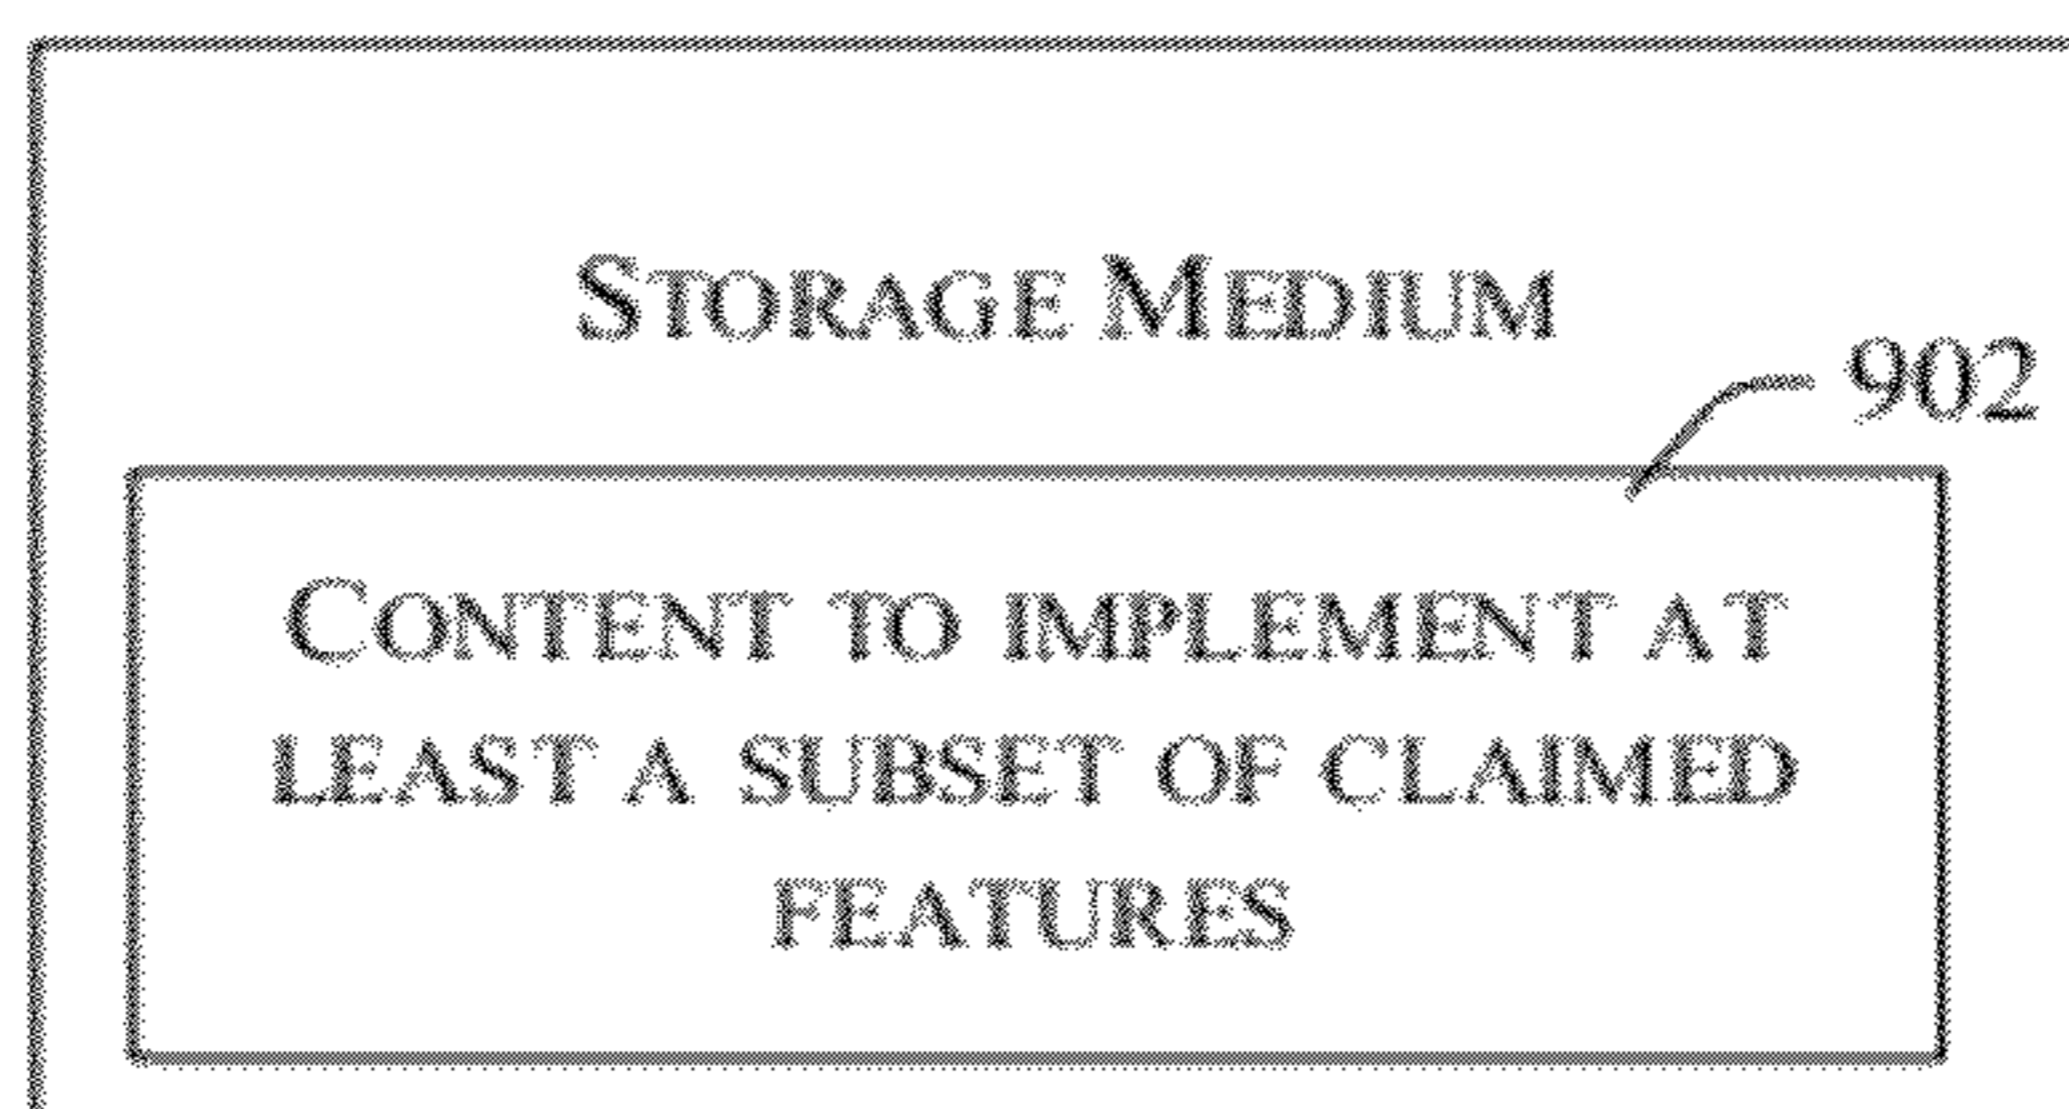 STORAGE MEDIUM
902
CONTENT TO IMPLEMENT AT
LEAST A SUBSET OF CLAIMED
FEATURES